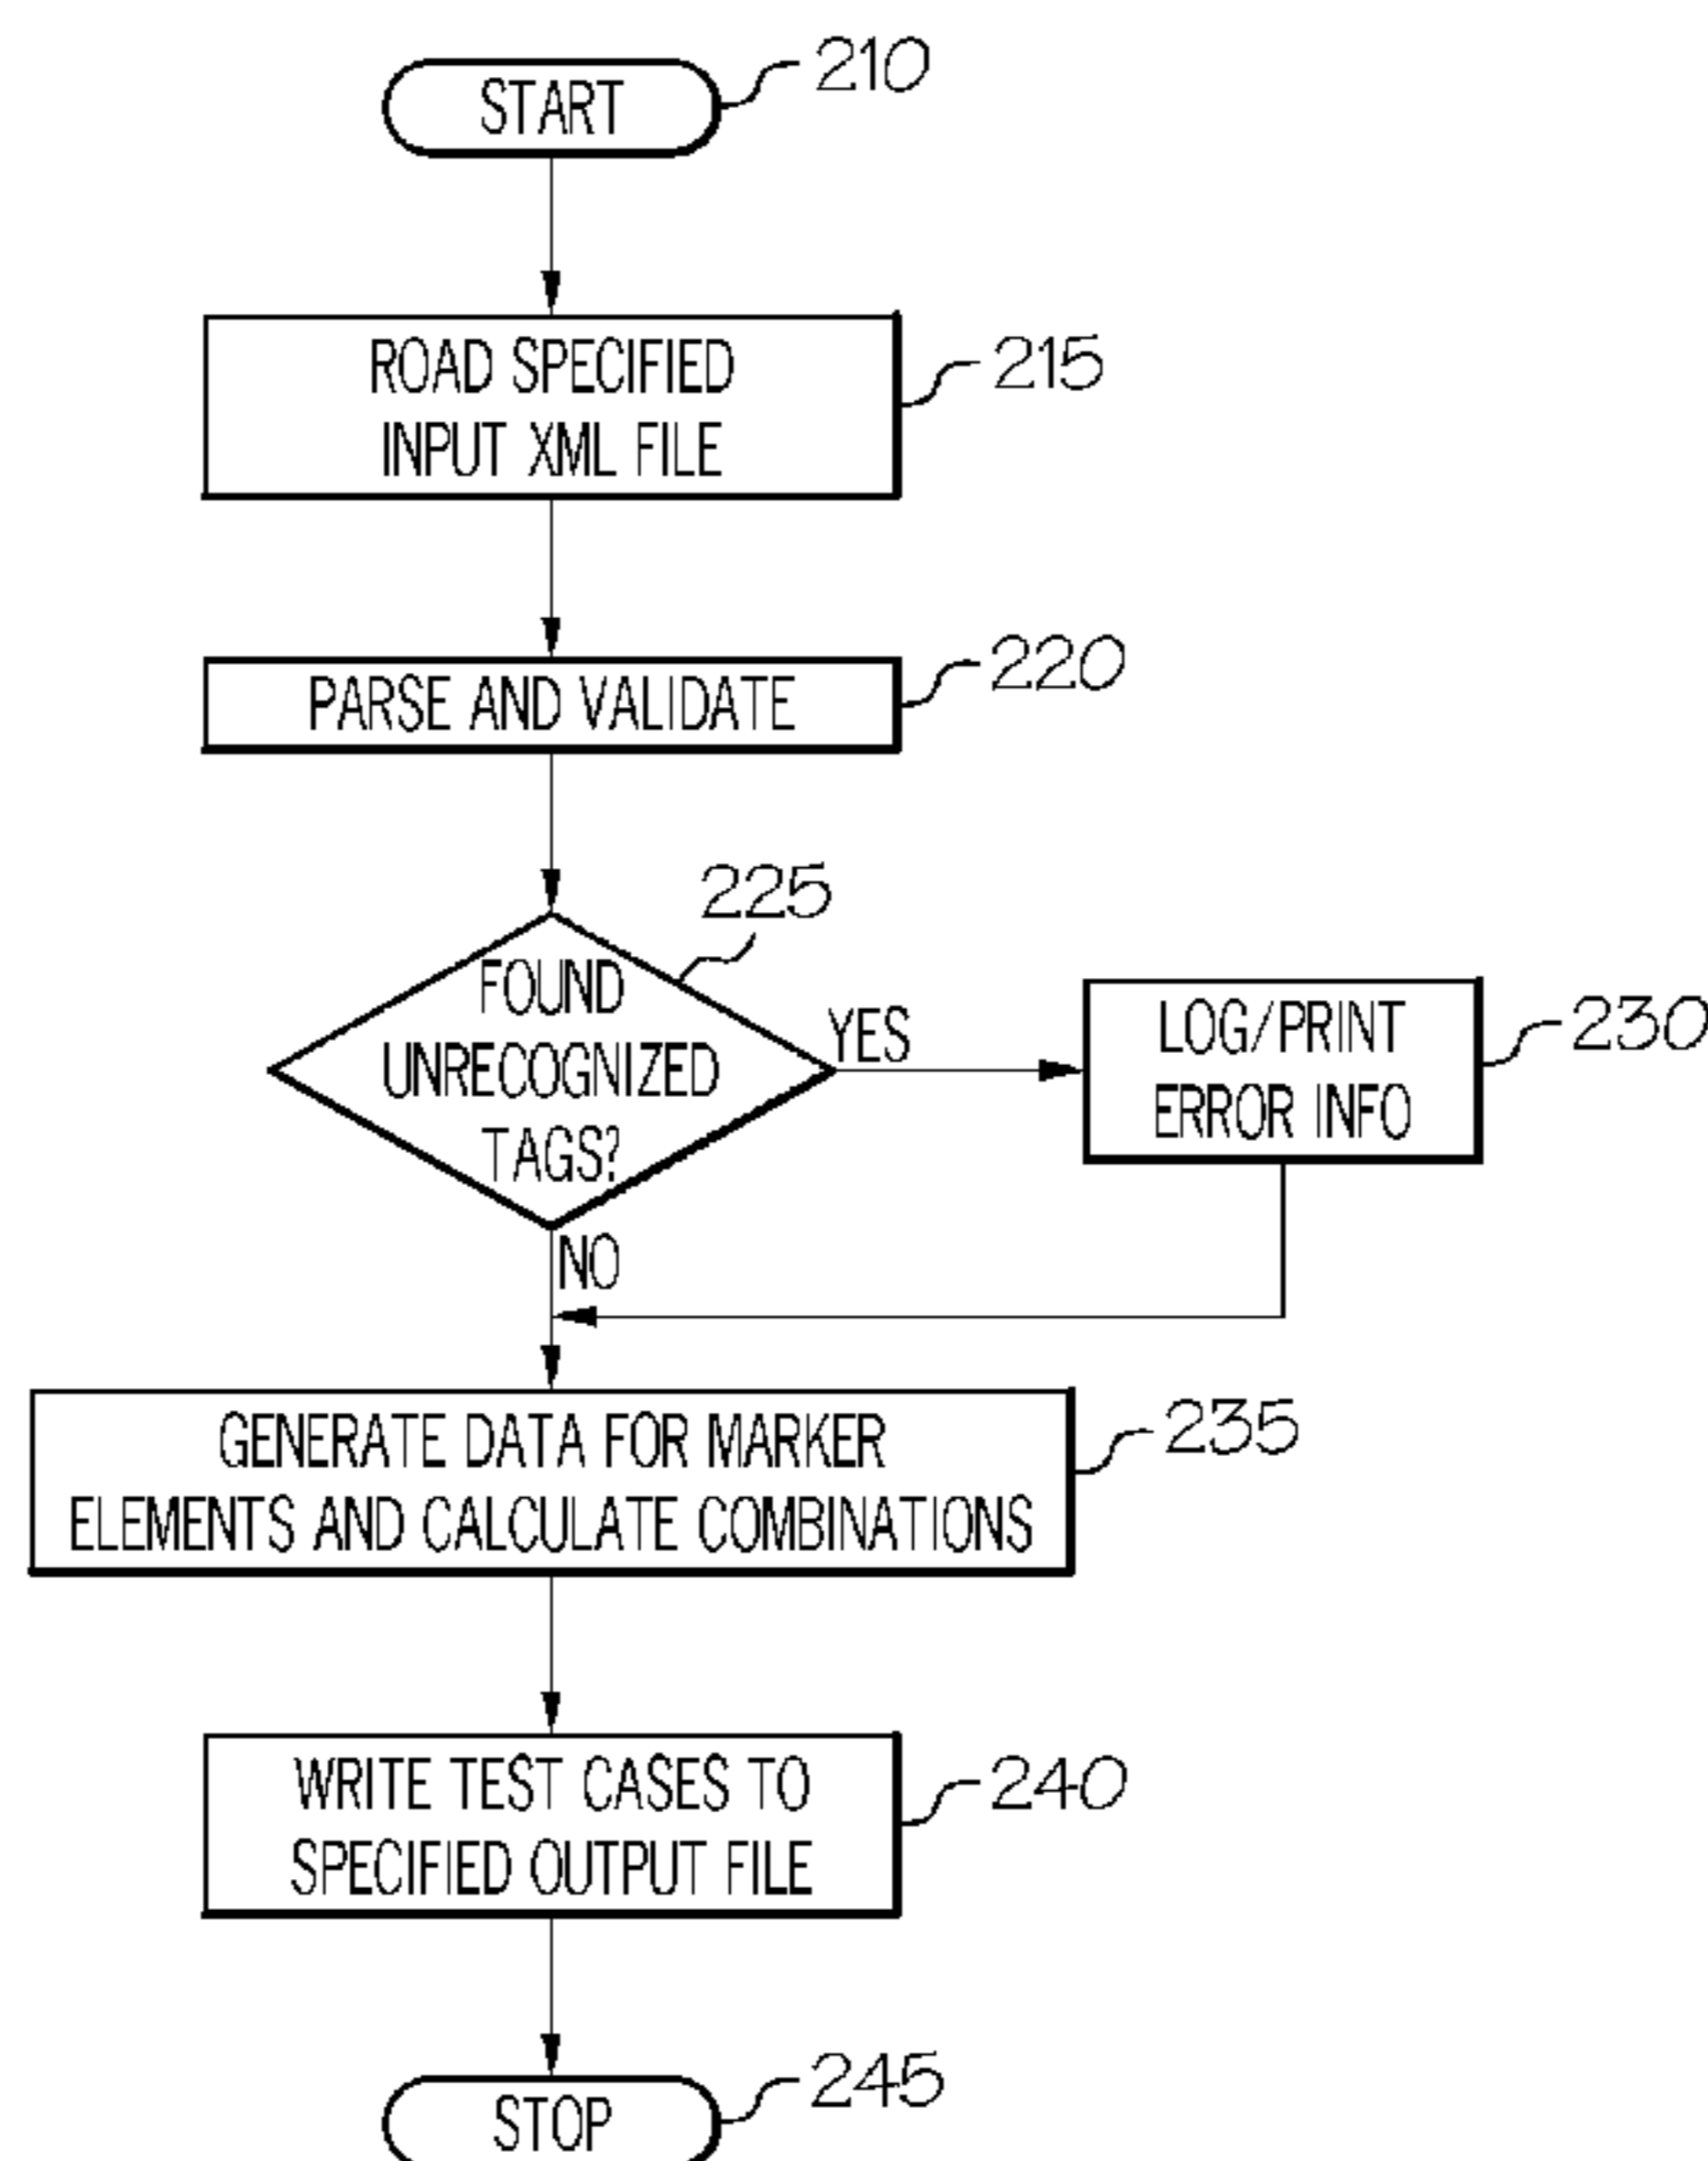 START
210
ROAD SPECIFIED
INPUT XML FILE
215
PARSE AND VALIDATE
220
225
FOUND
UNRECOGNIZED
TAGS?
YES
LOG/PRINT
ERROR INFO
230
NO
GENERATE DATA FOR MARKER
ELEMENTS AND CALCULATE COMBINATIONS
235
WRITE TEST CASES TO
SPECIFIED OUTPUT FILE
240
STOP
245